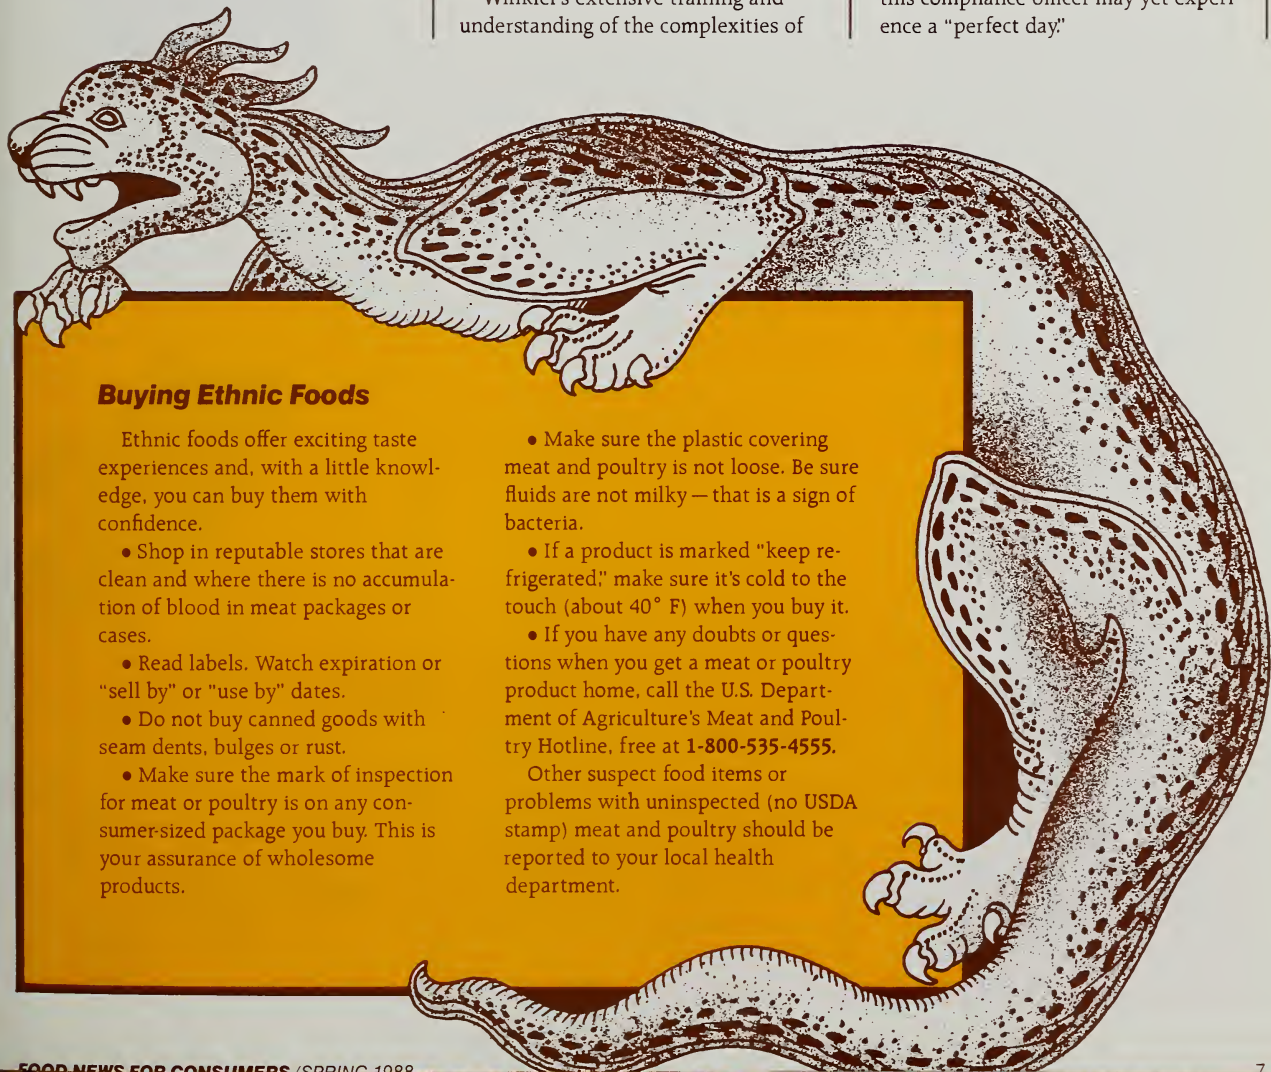 Winkler's extensive training and
understanding of the complexities of
this compliance officer may yet experi-
ence a "perfect day."
Buying Ethnic Foods
Ethnic foods offer exciting taste
experiences and, with a little knowl-
edge, you can buy them with
confidence.
• Shop in reputable stores that are
clean and where there is no accumula-
tion of blood in meat packages or
cases.
• Read labels. Watch expiration or
"sell by" or "use by" dates.
• Do not buy canned goods with
seam dents, bulges or rust.
• Make sure the mark of inspection
for meat or poultry is on any con-
sumer-sized package you buy. This is
your assurance of wholesome
products.
• Make sure the plastic covering
meat and poultry is not loose. Be sure
fluids are not milky — that is a sign of
bacteria.
• If a product is marked "keep re-
frigerated," make sure it's cold to the
touch (about 40° F) when you buy it.
• If you have any doubts or ques-
tions when you get a meat or poultry
product home, call the U.S. Depart-
ment of Agriculture's Meat and Poul-
try Hotline, free at 1-800-535-4555.
Other suspect food items or
problems with uninspected (no USDA
stamp) meat and poultry should be
reported to your local health
department.
FOOD NEWS FOR CONSUMERS / SPRING 1988
7